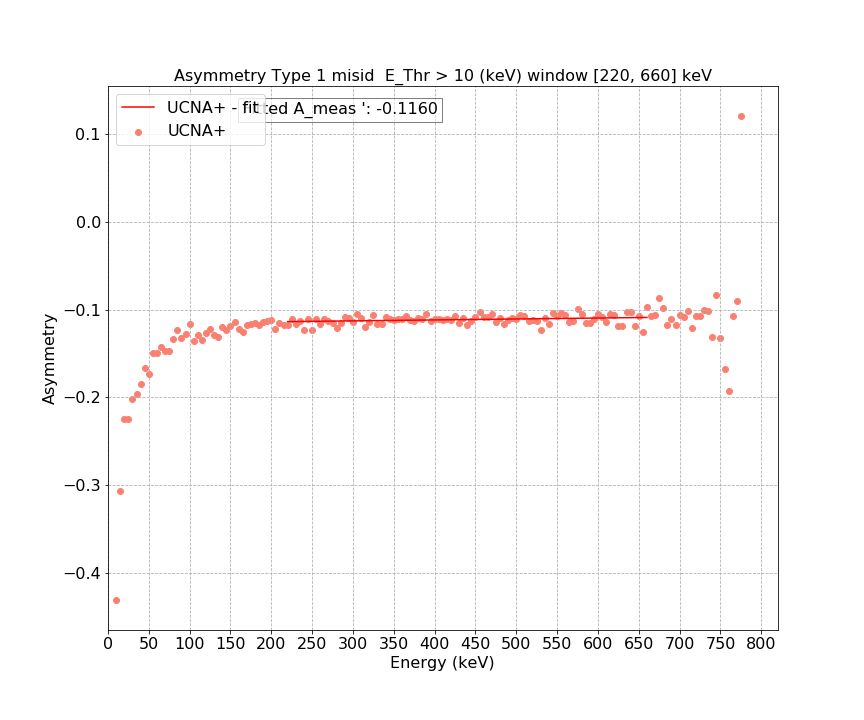 Asymmetry Type 1 misid  E_Thr > 10 (keV) window [220, 660] keV
UCNA+ - fitted A_meas ': -0.1160
UCNA+
0.1
0.0
−0.1
−0.2
−0.3
−0.4
Asymmetry
0 50 100 150 200 250 300 350 400 450 500 550 600 650 700 750 800
Energy (keV)